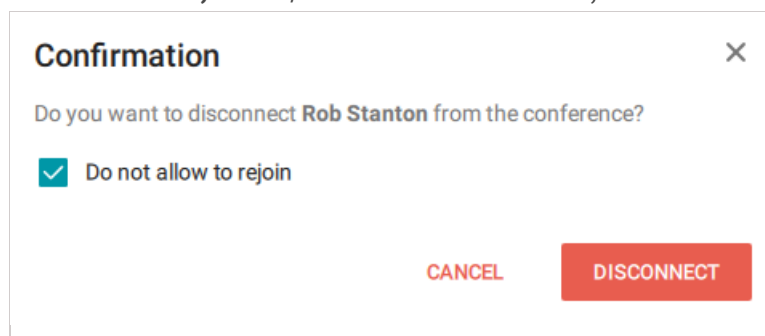 Confirmation
Do you want to disconnect Rob Stanton from the conference?
Do not allow to rejoin
CANCEL
DISCONNECT